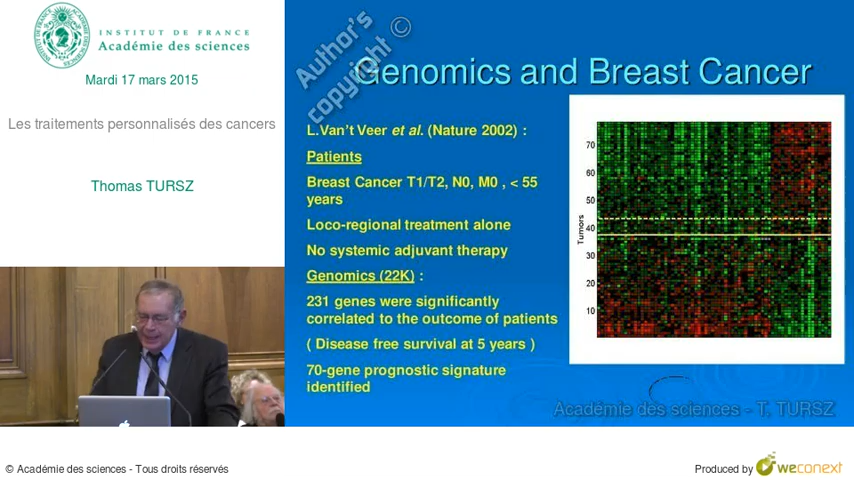 INSTITUT DE FRANCE
Académie des sciences
Mardi 17 mars 2015
Les traitements personnalisés des cancers
Thomas TURSZ
Author's
copyright ©
Genomics and Breast Cancer
L.Van't Veer et al. (Nature 2002) :
Patients
Breast Cancer T1/T2, N0, M0 , < 55
years
Loco-regional treatment alone
No systemic adjuvant therapy
Genomics (22K) :
231 genes were significantly
correlated to the outcome of patients
( Disease free survival at 5 years )
70-gene prognostic signature
identified
Tumors
70
60
50
40
30
20
10
Académie des sciences - T, TURSZ
© Académie des sciences - Tous droits réservés
Produced by weconext